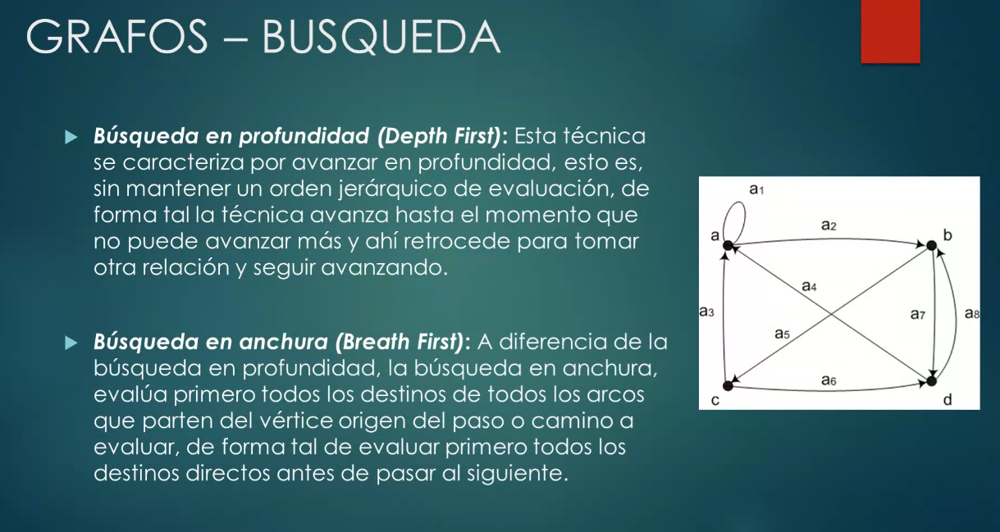 GRAFOS – BUSQUEDA
Búsqueda en profundidad (Depth First): Esta técnica
se caracteriza por avanzar en profundidad, esto es,
sin mantener un orden jerárquico de evaluación, de
forma tal la técnica avanza hasta el momento que
no puede avanzar más y ahí retrocede para tomar
otra relación y seguir avanzando.
Búsqueda en anchura (Breath First): A diferencia de la
búsqueda en profundidad, la búsqueda en anchura,
evalúa primero todos los destinos de todos los arcos
que parten del vértice origen del paso o camino a
evaluar, de forma tal de evaluar primero todos los
destinos directos antes de pasar al siguiente.
a1
a2
a
b
a4
a3
a7
a8
a5
a6
c
d